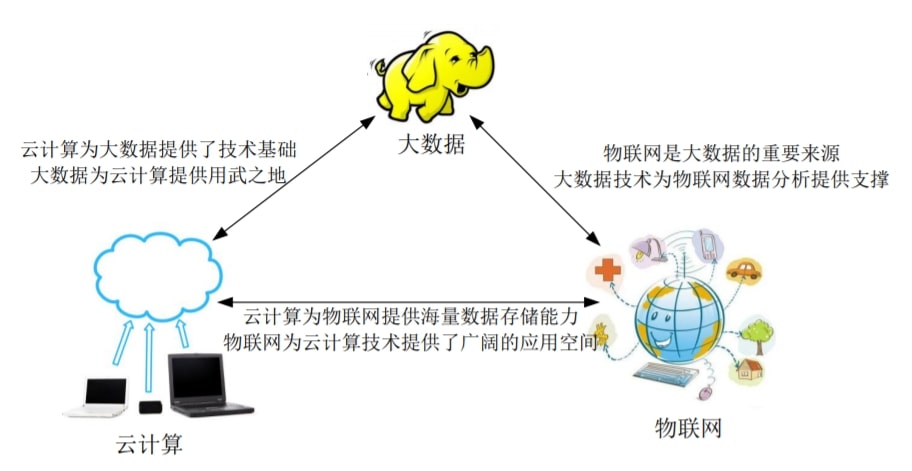 大数据
云计算为大数据提供了技术基础
大数据为云计算提供用武之地
物联网是大数据的重要来源
大数据技术为物联网数据分析提供支撑
云计算为物联网提供海量数据存储能力
物联网为云计算技术提供了广阔的应用空间
云计算
物联网